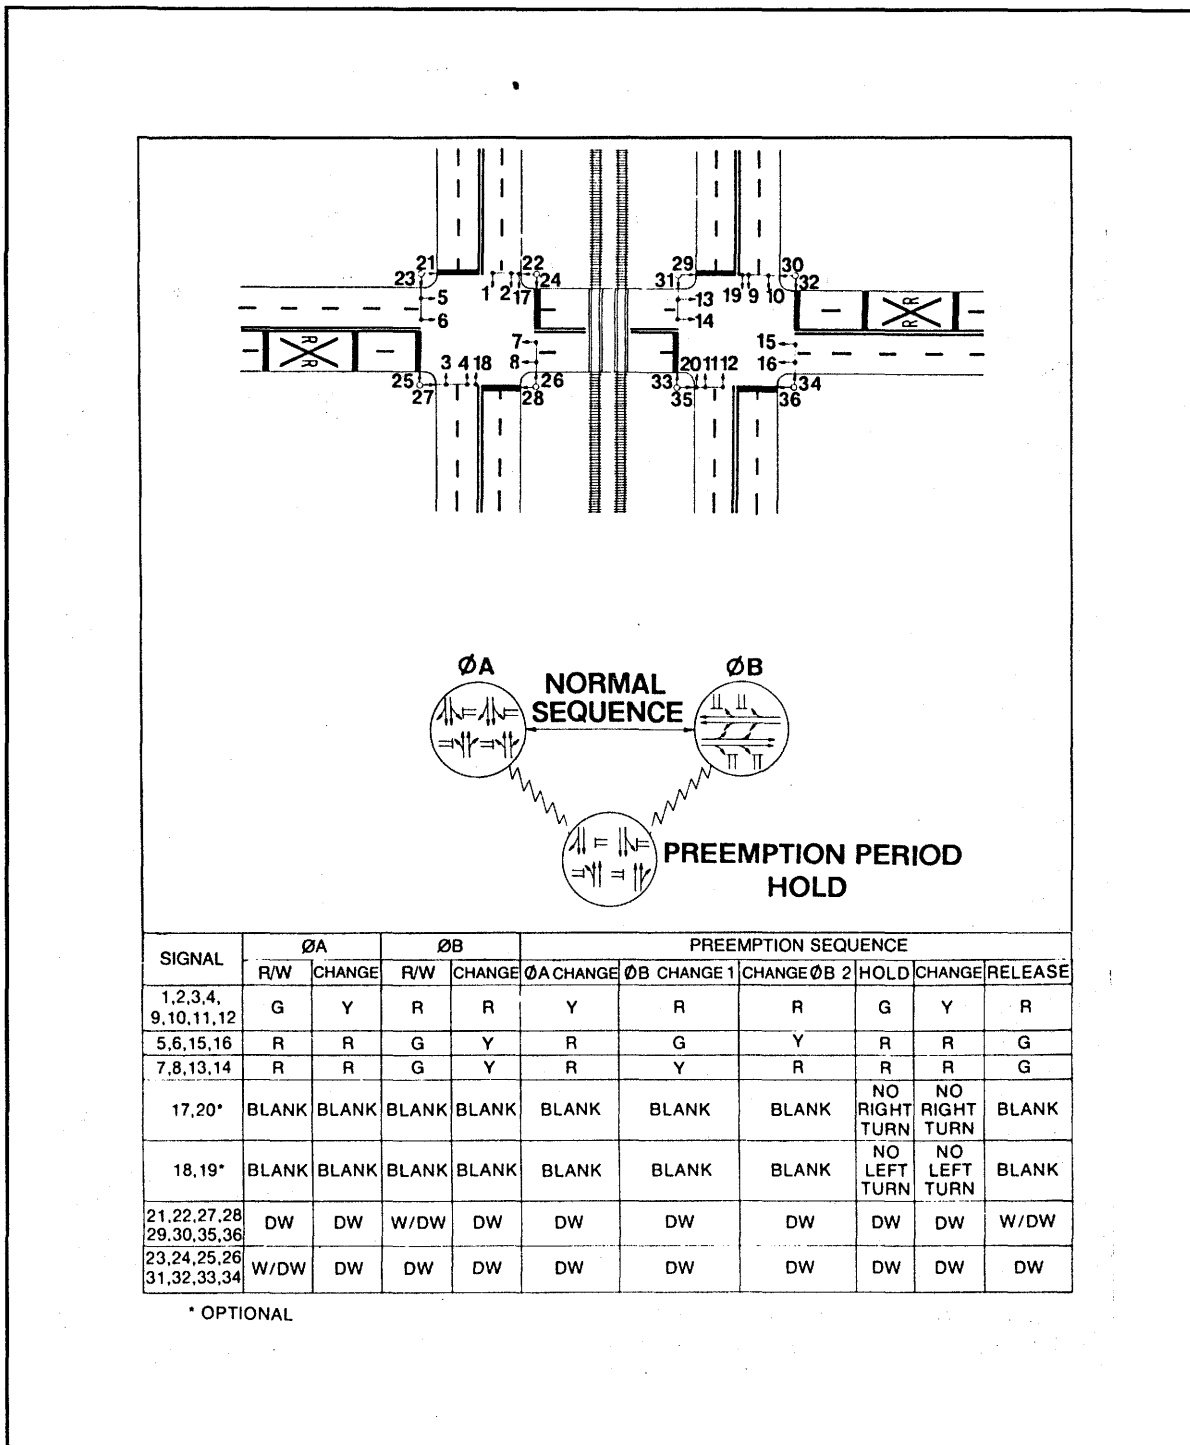 21 22 29 30
23 24 31 32
5 1 2 17 13 19 9 10
6 14
R R
7 15
8 16
R R
25 3 4 18 26 33 20 11 12 34
27 28 35 36
ØA ØB
NORMAL
SEQUENCE
PREEMPTION PERIOD
HOLD
SIGNAL ØA ØB PREEMPTION SEQUENCE
R/W CHANGE R/W CHANGE ØA CHANGE ØB CHANGE 1 CHANGE ØB 2 HOLD CHANGE RELEASE
1,2,3,4,
9,10,11,12 G Y R R Y R R G Y R
5,6,15,16 R R G Y R G Y R R G
7,8,13,14 R R G Y R Y R R R G
17,20* BLANK BLANK BLANK BLANK BLANK BLANK BLANK NO RIGHT TURN NO RIGHT TURN BLANK
18,19* BLANK BLANK BLANK BLANK BLANK BLANK BLANK NO LEFT TURN NO LEFT TURN BLANK
21,22,27,28
29,30,35,36 DW DW W/DW DW DW DW DW DW DW W/DW
23,24,25,26
31,32,33,34 W/DW DW DW DW DW DW DW DW DW DW
* OPTIONAL